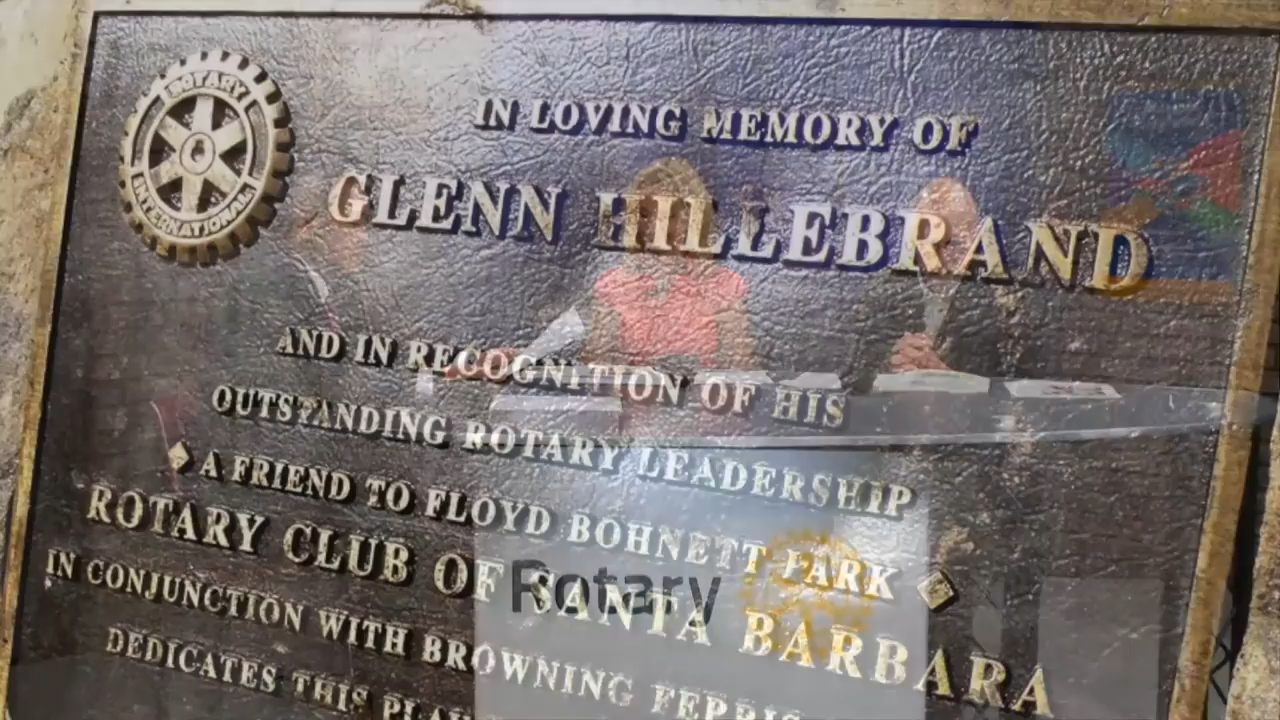 ROTARY
INTERNATIONAL
IN LOVING MEMORY OF
GLENN HILLEBRAND
AND IN RECOGNITION OF HIS
OUTSTANDING ROTARY LEADERSHIP
A FRIEND TO FLOYD BOHNETT PARK
ROTARY CLUB OF SANTA BARBARA
IN CONJUNCTION WITH BROWNING FERRIS
DEDICATES THIS
Rotary